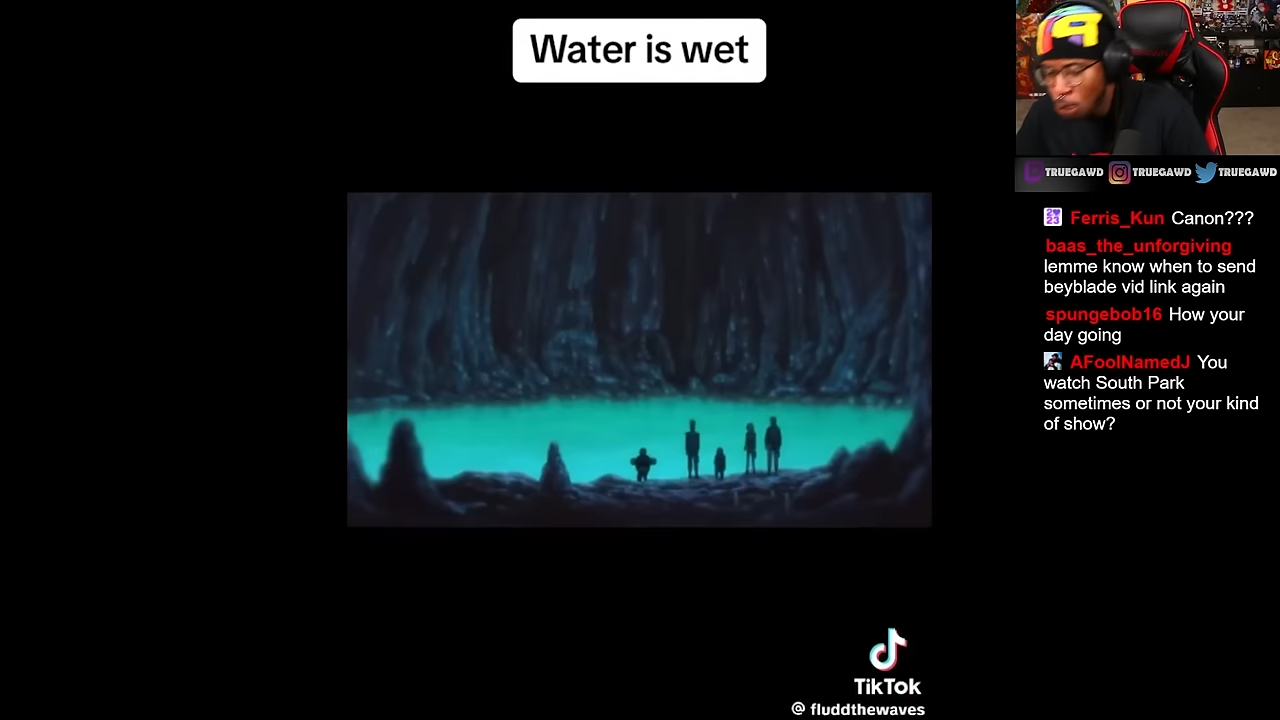 Water is wet
TRUEGAWD TRUEGAWD TRUEGAWD
Ferris_Kun Canon???
baas_the_unforgiving
lemme know when to send
beyblade vid link again
spungebob16 How your
day going
AFoolNamedJ You
watch South Park
sometimes or not your kind
of show?
TikTok
@ fluddthewaves